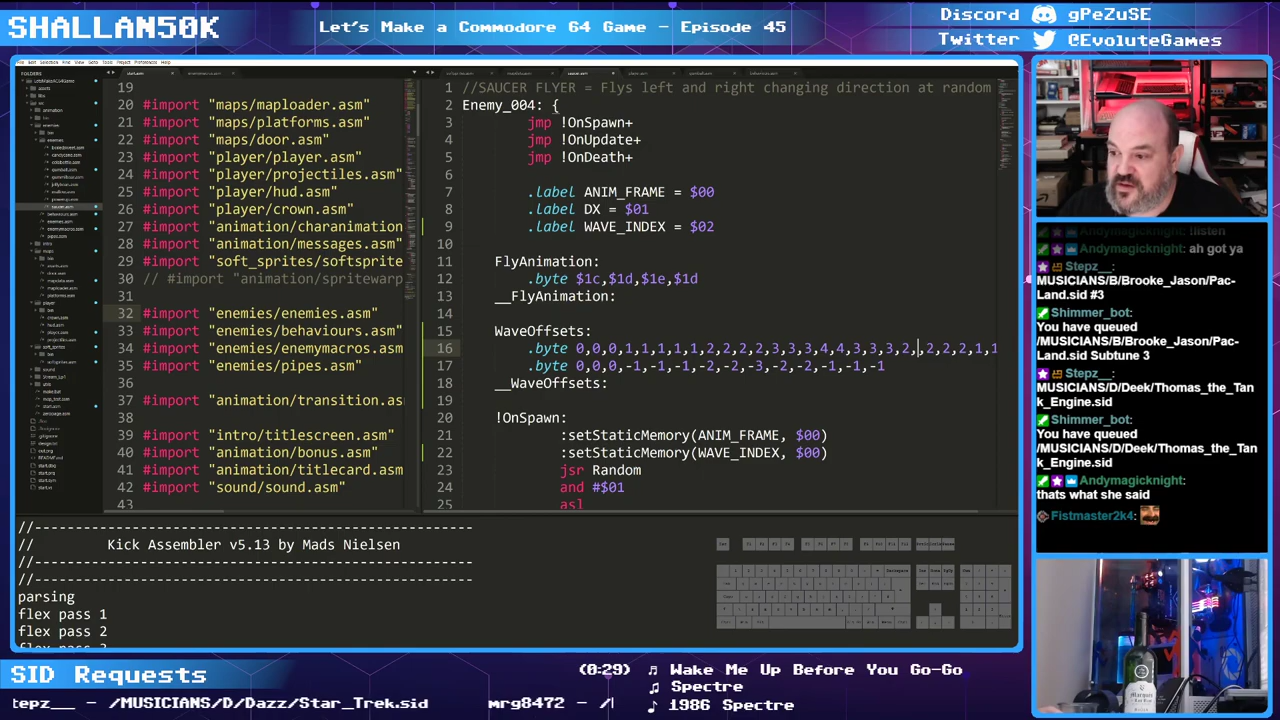 SHALLAN50K
Let's Make a Commodore 64 Game - Episode 45
Discord gPeZuSE
Twitter @EvoluteGames
FOLDERS
19
20 #import "maps/maploader.asm"
21 #import "maps/platforms.asm"
22 #import "maps/door.asm"
23 #import "player/player.asm"
24 #import "player/projectiles.asm"
25 #import "player/hud.asm"
26 #import "player/crown.asm"
27 #import "animation/charanimation
28 #import "animation/messages.asm"
29 #import "soft_sprites/softsprite
30 // #import "animation/spritewarp
31
32 #import "enemies/enemies.asm"
33 #import "enemies/behaviours.asm"
34 #import "enemies/enemymacros.asm
35 #import "enemies/pipes.asm"
36
37 #import "animation/transition.as
38
39 #import "intro/titlescreen.asm"
40 #import "animation/bonus.asm"
41 #import "animation/titlecard.asm
42 #import "sound/sound.asm"
43
1 //SAUCER FLYER = Flys left and right changing direction at random
2 Enemy_004: {
3 jmp !OnSpawn+
4 jmp !OnUpdate+
5 jmp !OnDeath+
6
7 .label ANIM_FRAME = $00
8 .label DX = $01
9 .label WAVE_INDEX = $02
10
11 FlyAnimation:
12 .byte $1c,$1d,$1e,$1d
13 __FlyAnimation:
14
15 WaveOffsets:
16 .byte 0,0,0,1,1,1,1,1,2,2,2,2,3,3,3,4,4,3,3,3,2,,2,2,2,1,1
17 .byte 0,0,0,-1,-1,-1,-2,-2,-3,-2,-2,-1,-1,-1
18 __WaveOffsets:
19
20 !OnSpawn:
21 :setStaticMemory(ANIM_FRAME, $00)
22 :setStaticMemory(WAVE_INDEX, $00)
23 jsr Random
24 and #$01
25 asl
//------------------------------------------------------
// Kick Assembler v5.13 by Mads Nielsen
//------------------------------------------------------
//------------------------------------------------------
parsing
flex pass 1
flex pass 2
Andymagicknight: !listen
Andymagicknight: ah got ya
Stepz__:
MUSICIANS/B/Brooke_Jason/Pac-
Land.sid #3
Shimmer_bot:
You have queued
/MUSICIANS/B/Brooke_Jason/Pac-
Land.sid Subtune 3
Stepz__:
MUSICIANS/D/Deek/Thomas_the_Tan
k_Engine.sid
Shimmer_bot:
You have queued
/MUSICIANS/D/Deek/Thomas_the_Tan
k_Engine.sid
Andymagicknight:
thats what she said
Fistmaster2k4:
SID Requests
(0:29) ♫ Wake Me Up Before You Go-Go
♫ Spectre
♪ 1987 Spectre
tepz__ - /MUSICIANS/D/Deek/Star_Trek.sid mrg8472 - /